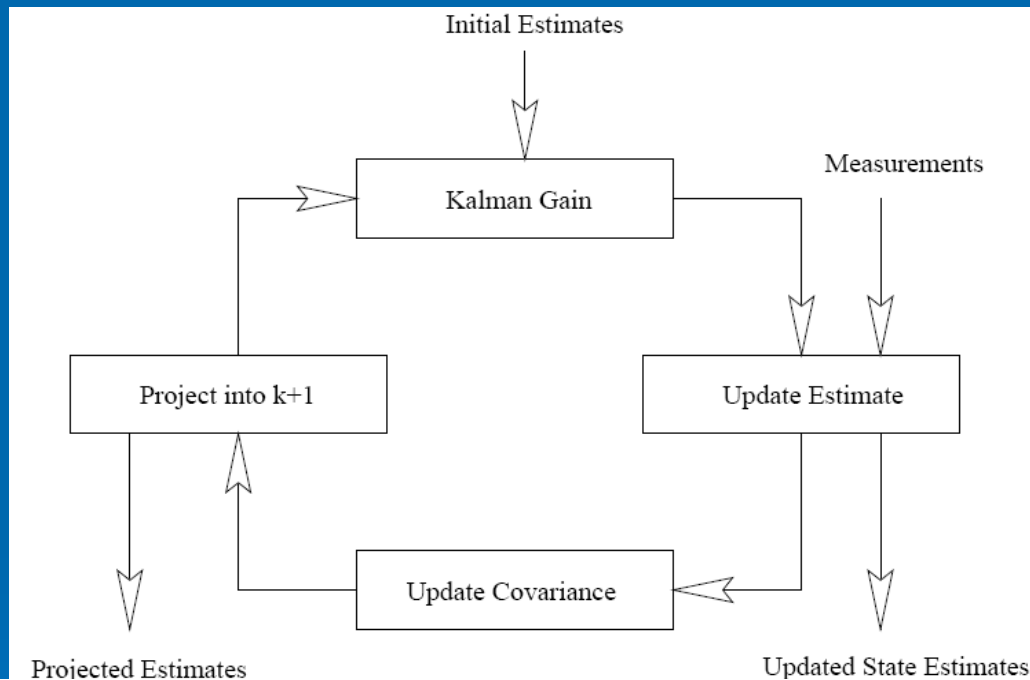 Initial Estimates
Measurements
Kalman Gain
Project into k+1
Update Estimate
Update Covariance
Projected Estimates
Updated State Estimates